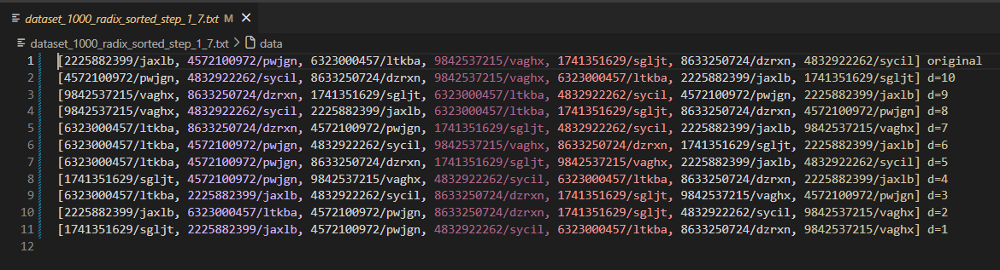 dataset_1000_radix_sorted_step_1_7.txt M
dataset_1000_radix_sorted_step_1_7.txt > data
1 [2225882399/jaxlb, 4572100972/pwjgn, 6323000457/ltkba, 9842537215/vaghx, 1741351629/sgljt, 8633250724/dzrxn, 4832922262/sycil] original
2 [4572100972/pwjgn, 4832922262/sycil, 8633250724/dzrxn, 9842537215/vaghx, 6323000457/ltkba, 2225882399/jaxlb, 1741351629/sgljt] d=10
3 [9842537215/vaghx, 8633250724/dzrxn, 1741351629/sgljt, 6323000457/ltkba, 4832922262/sycil, 4572100972/pwjgn, 2225882399/jaxlb] d=9
4 [9842537215/vaghx, 4832922262/sycil, 2225882399/jaxlb, 6323000457/ltkba, 1741351629/sgljt, 8633250724/dzrxn, 4572100972/pwjgn] d=8
5 [6323000457/ltkba, 8633250724/dzrxn, 4572100972/pwjgn, 1741351629/sgljt, 4832922262/sycil, 2225882399/jaxlb, 9842537215/vaghx] d=7
6 [6323000457/ltkba, 4572100972/pwjgn, 4832922262/sycil, 9842537215/vaghx, 8633250724/dzrxn, 1741351629/sgljt, 2225882399/jaxlb] d=6
7 [6323000457/ltkba, 4572100972/pwjgn, 8633250724/dzrxn, 1741351629/sgljt, 9842537215/vaghx, 2225882399/jaxlb, 4832922262/sycil] d=5
8 [1741351629/sgljt, 4572100972/pwjgn, 9842537215/vaghx, 4832922262/sycil, 6323000457/ltkba, 8633250724/dzrxn, 2225882399/jaxlb] d=4
9 [6323000457/ltkba, 2225882399/jaxlb, 4832922262/sycil, 8633250724/dzrxn, 1741351629/sgljt, 9842537215/vaghx, 4572100972/pwjgn] d=3
10 [2225882399/jaxlb, 6323000457/ltkba, 4572100972/pwjgn, 8633250724/dzrxn, 1741351629/sgljt, 4832922262/sycil, 9842537215/vaghx] d=2
11 [1741351629/sgljt, 2225882399/jaxlb, 4572100972/pwjgn, 4832922262/sycil, 6323000457/ltkba, 8633250724/dzrxn, 9842537215/vaghx] d=1
12